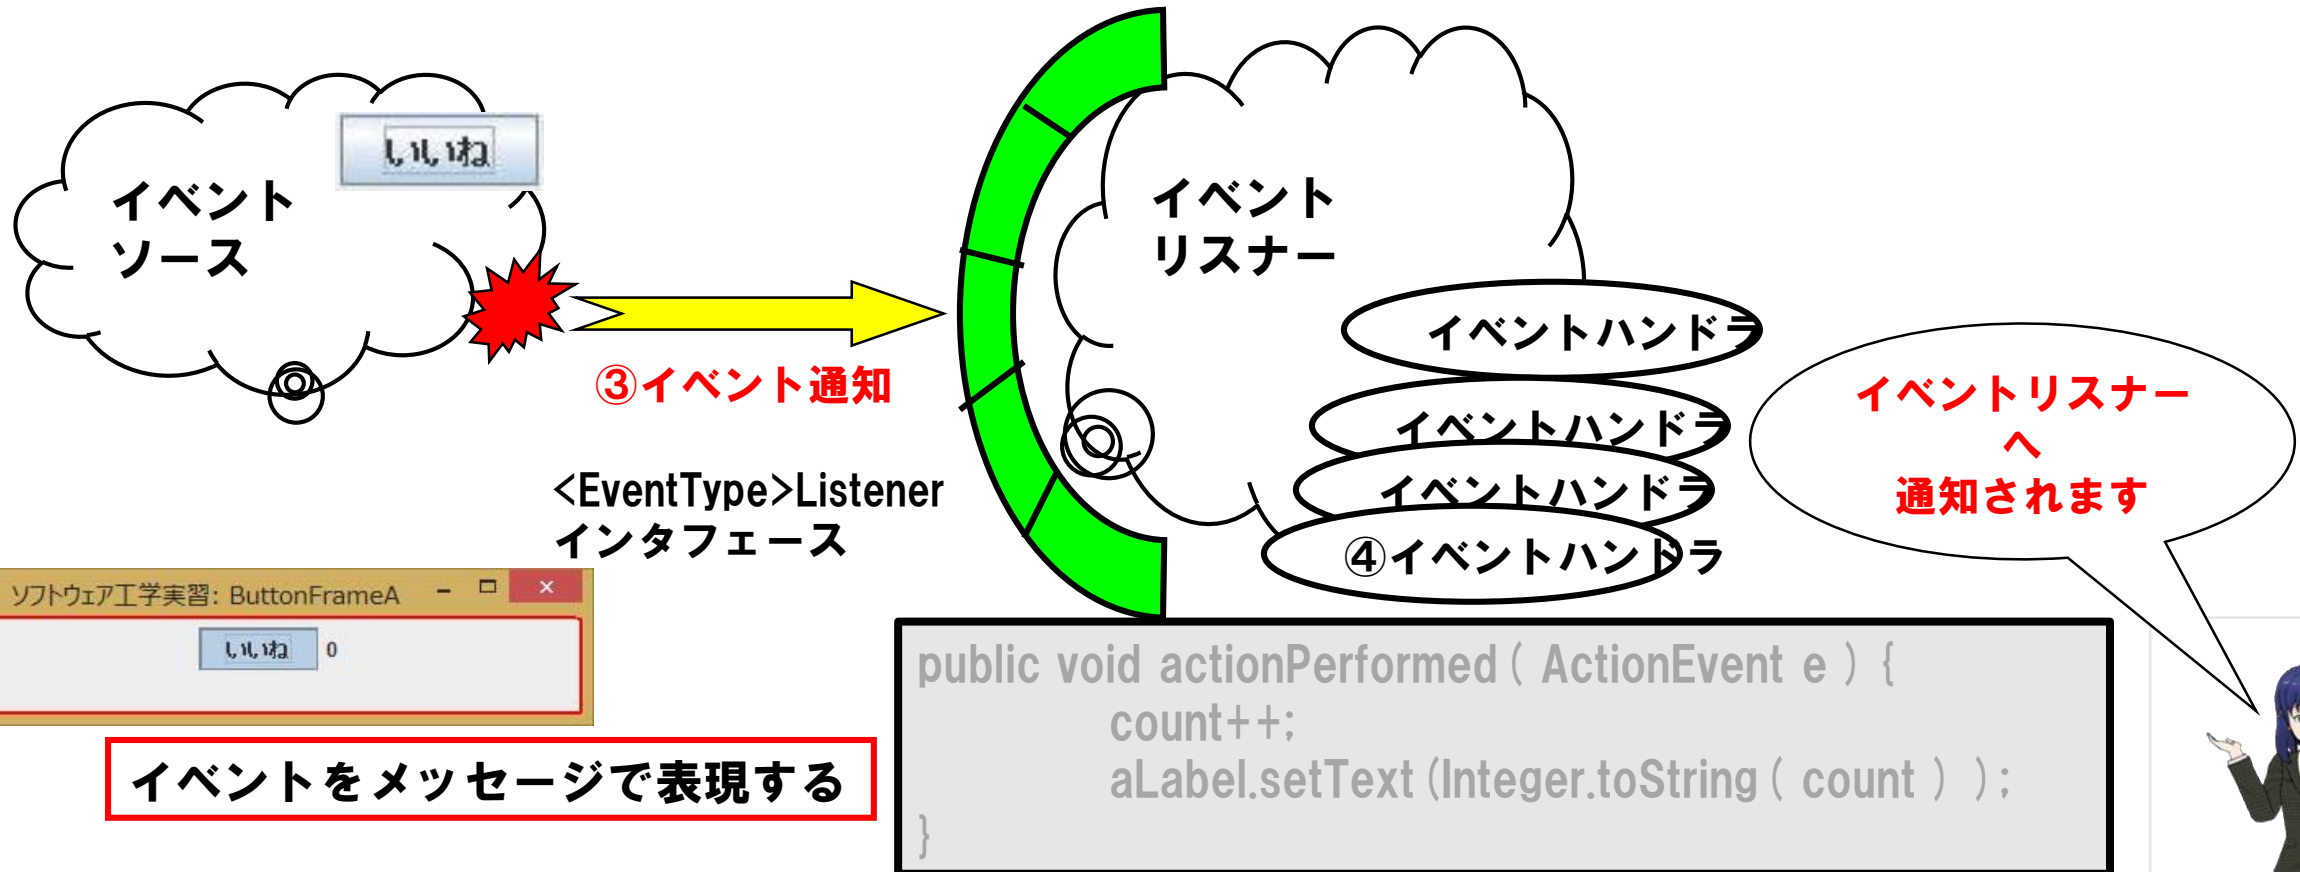 いいね
イベント
ソース
イベント
リスナー
イベントハンドラ
イベントハンドラ
イベントハンドラ
④イベントハンドラ
③イベント通知
<EventType>Listener
インタフェース
イベントリスナー
へ
通知されます
ソフトウェア工学実習: ButtonFrameA
いいね 0
イベントをメッセージで表現する
public void actionPerformed ( ActionEvent e ) {
count++;
aLabel.setText (Integer.toString ( count ) );
}